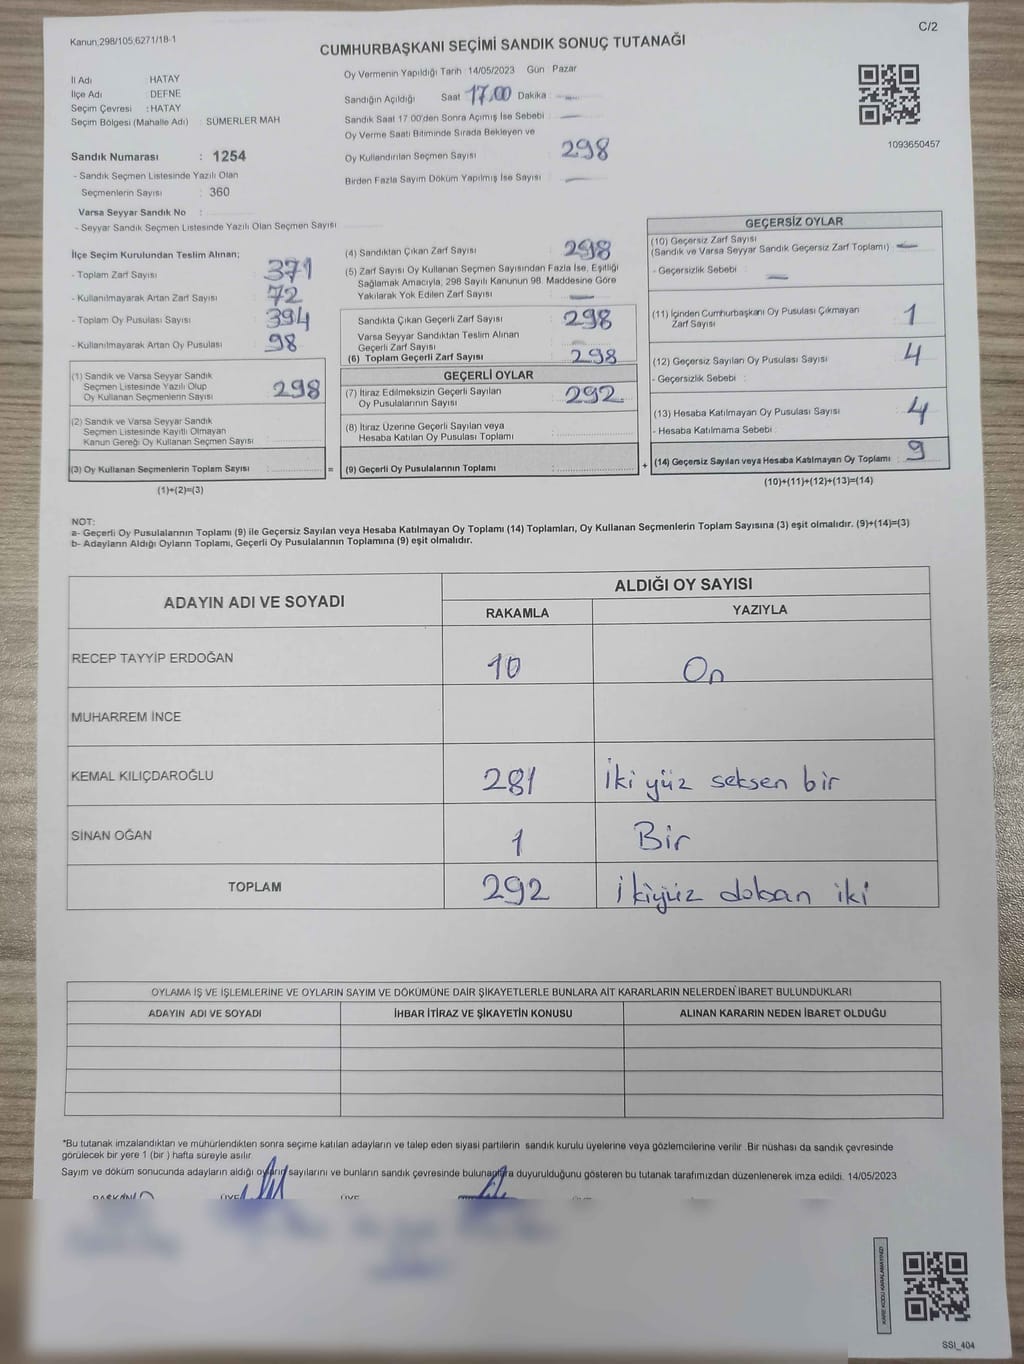 Kanun;298/105,6271/18-1
C/2
CUMHURBAŞKANI SEÇİMİ SANDIK SONUÇ TUTANAĞI
İl Adı HATAY
İlçe Adı DEFNE
Seçim Çevresi : HATAY
Seçim Bölgesi (Mahalle Adı) : SÜMERLER MAH
Sandık Numarası : 1254
- Sandık Seçmen Listesinde Yazılı Olan
Seçmenlerin Sayısı : 360
Varsa Seyyar Sandık No :
- Seyyar Sandık Seçmen Listesinde Yazılı Olan Seçmen Sayısı
Oy Vermenin Yapıldığı Tarih : 14/05/2023 Gün : Pazar
Sandığın Açıldığı Saat 17.00 Dakika : —
Sandık Saat 17.00'den Sonra Açımış İse Sebebi : —
Oy Verme Saati Bitiminde Sırada Bekleyen ve
Oy Kullandırılan Seçmen Sayısı : 298
Birden Fazla Sayım Döküm Yapılmış İse Sayısı : —
1093650457
İlçe Seçim Kurulundan Teslim Alınan;
- Toplam Zarf Sayısı : 371
- Kullanılmayarak Artan Zarf Sayısı : 72
- Toplam Oy Pusulası Sayısı : 394
- Kullanılmayarak Artan Oy Pusulası : 98
(1) Sandık ve Varsa Seyyar Sandık
Seçmen Listesinde Yazılı Olup
Oy Kullanan Seçmenlerin Sayısı : 298
(2) Sandık ve Varsa Seyyar Sandık
Seçmen Listesinde Kayıtlı Olmayan
Kanun Gereği Oy Kullanan Seçmen Sayısı :
(3) Oy Kullanan Seçmenlerin Toplam Sayısı :
(1)+(2)=(3)
(4) Sandıktan Çıkan Zarf Sayısı : 298
(5) Zarf Sayısı Oy Kullanan Seçmen Sayısından Fazla İse, Eşitliği
Sağlamak Amacıyla, 298 Sayılı Kanunun 98. Maddesine Göre
Yakılarak Yok Edilen Zarf Sayısı : —
Sandıkta Çıkan Geçerli Zarf Sayısı : 298
Varsa Seyyar Sandıktan Teslim Alınan
Geçerli Zarf Sayısı :
(6) Toplam Geçerli Zarf Sayısı : 298
GEÇERLİ OYLAR
(7) İtiraz Edilmeksizin Geçerli Sayılan
Oy Pusulalarının Sayısı : 292
(8) İtiraz Üzerine Geçerli Sayılan veya
Hesaba Katılan Oy Pusulası Toplamı :
= (9) Geçerli Oy Pusulalarının Toplamı :
GEÇERSİZ OYLAR
(10) Geçersiz Zarf Sayısı
(Sandık ve Varsa Seyyar Sandık Geçersiz Zarf Toplamı) : —
- Geçersizlik Sebebi : —
(11) İçinden Cumhurbaşkanı Oy Pusulası Çıkmayan
Zarf Sayısı : 1
(12) Geçersiz Sayılan Oy Pusulası Sayısı : 4
- Geçersizlik Sebebi :
(13) Hesaba Katılmayan Oy Pusulası Sayısı : 4
- Hesaba Katılmama Sebebi :
+ (14) Geçersiz Sayılan veya Hesaba Katılmayan Oy Toplamı : 9
(10)+(11)+(12)+(13)=(14)
NOT:
a- Geçerli Oy Pusulalarının Toplamı (9) ile Geçersiz Sayılan veya Hesaba Katılmayan Oy Toplamı (14) Toplamları, Oy Kullanan Seçmenlerin Toplam Sayısına (3) eşit olmalıdır. (9)+(14)=(3)
b- Adayların Aldığı Oyların Toplamı, Geçerli Oy Pusulalarının Toplamına (9) eşit olmalıdır.
ADAYIN ADI VE SOYADI
ALDIĞI OY SAYISI
RAKAMLA YAZIYLA
RECEP TAYYİP ERDOĞAN 10 On
MUHARREM İNCE
KEMAL KILIÇDAROĞLU 281 İki yüz seksen bir
SİNAN OĞAN 1 Bir
TOPLAM 292 İkiyüz doksan iki
OYLAMA İŞ VE İŞLEMLERİNE VE OYLARIN SAYIM VE DÖKÜMÜNE DAİR ŞİKAYETLERLE BUNLARA AİT KARARLARIN NELERDEN İBARET BULUNDUKLARI
ADAYIN ADI VE SOYADI İHBAR İTİRAZ VE ŞİKAYETİN KONUSU ALINAN KARARIN NEDEN İBARET OLDUĞU
*Bu tutanak imzalandıktan ve mühürlendikten sonra seçime katılan adayların ve talep eden siyasi partilerin sandık kurulu üyelerine veya gözlemcilerine verilir. Bir nüshası da sandık çevresinde
görülecek bir yere 1 (bir) hafta süreyle asılır.
Sayım ve döküm sonucunda adayların aldığı oyların sayılarını ve bunların sandık çevresinde bulunanlara duyurulduğunu gösteren bu tutanak tarafımızdan düzenlenerek imza edildi. 14/05/2023
BAŞKAN ÜYE ÜYE
KARE KODU KARALAMAYINIZ!
SSI_404